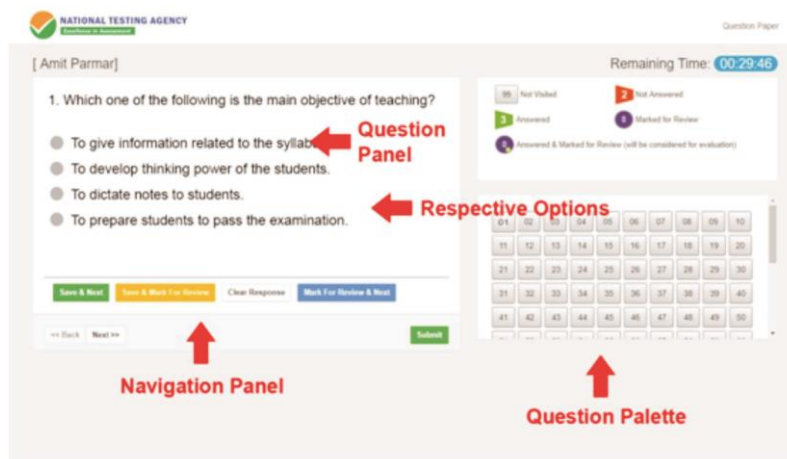 NATIONAL TESTING AGENCY
Excellence in Assessment
Question Paper
[ Amit Parmar]
Remaining Time: 00:29:46
1. Which one of the following is the main objective of teaching?
To give information related to the
To develop thinking power of the students.
To dictate notes to students.
To prepare students to pass the examination.
Question
Panel
Respective Options
Save & Next
Save & Mark For Review
Clear Response
Mark For Review & Next
<< Back
Next >>
Submit
Navigation Panel
Not Visited
2 Not Answered
3 Answered
0 Marked for Review
Answered & Marked for Review (will be considered for evaluation)
01 02 03 04 05 06 07 08 09 10
11 12 13 14 15 16 17 18 19 20
21 22 23 24 25 26 27 28 29 30
31 32 33 34 35 36 37 38 39 40
41 42 43 44 45 46 47 48 49 50
Question Palette